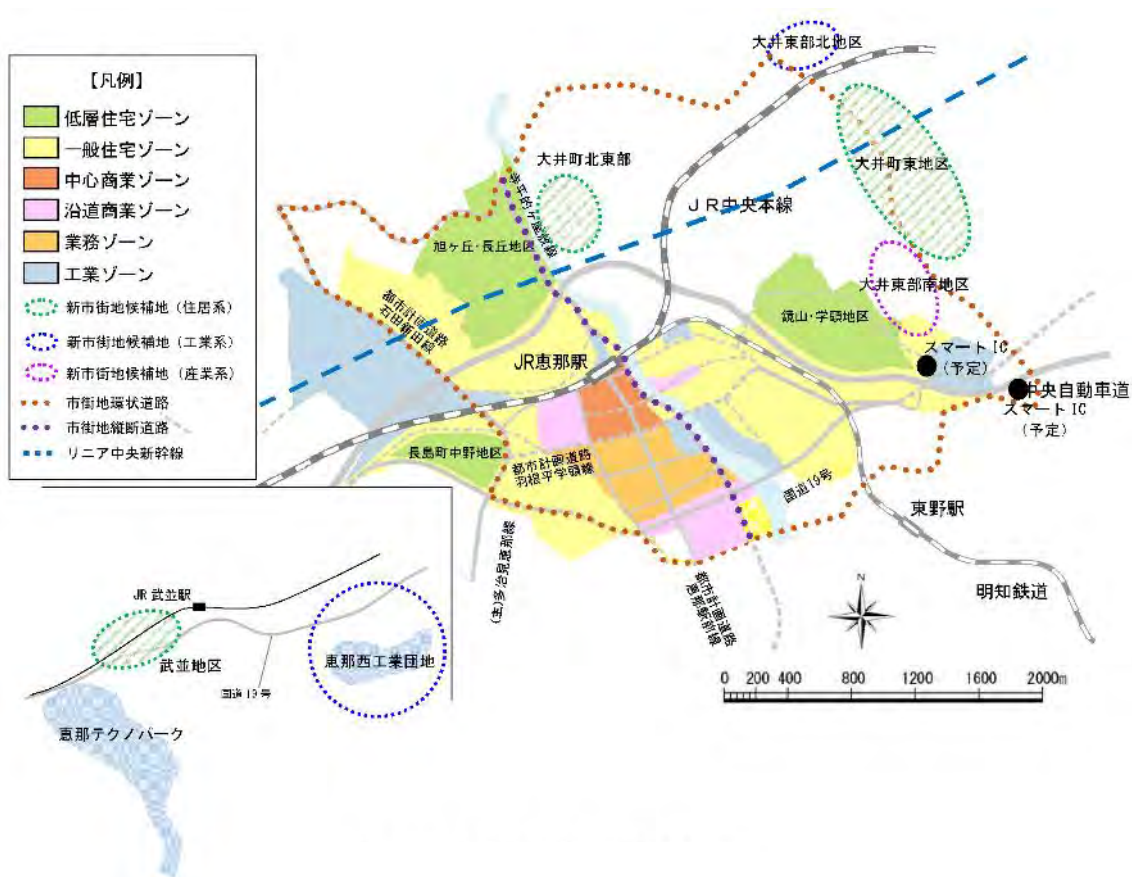 【凡例】
低層住宅ゾーン
一般住宅ゾーン
中心商業ゾーン
沿道商業ゾーン
業務ゾーン
工業ゾーン
新市街地候補地（住居系）
新市街地候補地（工業系）
新市街地候補地（産業系）
市街地環状道路
市街地縦断道路
リニア中央新幹線
大井東部北地区
大井町北東部
大井町東地区
JR中央本線
旭ヶ丘・長丘地区
大井東部南地区
都市計画道路
石田新田線
鏡山・学頭地区
スマートIC
（予定）
JR恵那駅
中央自動車道
スマートIC
（予定）
長島町中野地区
都市計画道路
羽根平学頭線
国道19号
東野駅
(主)多治見恵那線
都市計画道路
恵那駅前線
明知鉄道
N
0 200 400 800 1200 1600 2000m
JR武並駅
武並地区
国道19号
恵那西工業団地
恵那テクノパーク